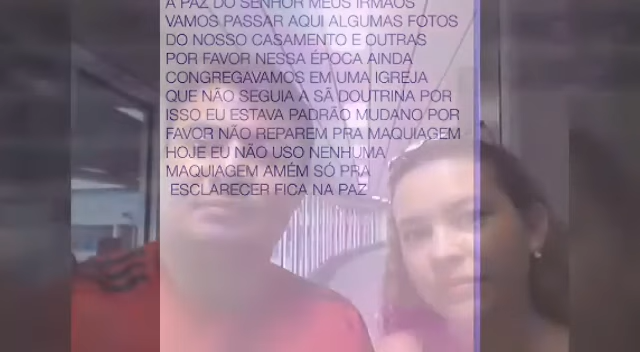 A PAZ DO SENHOR MEUS IRMÃOS
VAMOS PASSAR AQUI ALGUMAS FOTOS
DO NOSSO CASAMENTO E OUTRAS
POR FAVOR NESSA ÉPOCA AINDA
CONGREGAVAMOS EM UMA IGREJA
QUE NÃO SEGUIA A SÃ DOUTRINA POR
ISSO EU ESTAVA PADRÃO MUDANO POR
FAVOR NÃO REPAREM PRA MAQUIAGEM
HOJE EU NÃO USO NENHUMA
MAQUIAGEM AMÉM SÓ PRA
ESCLARECER FICA NA PAZ